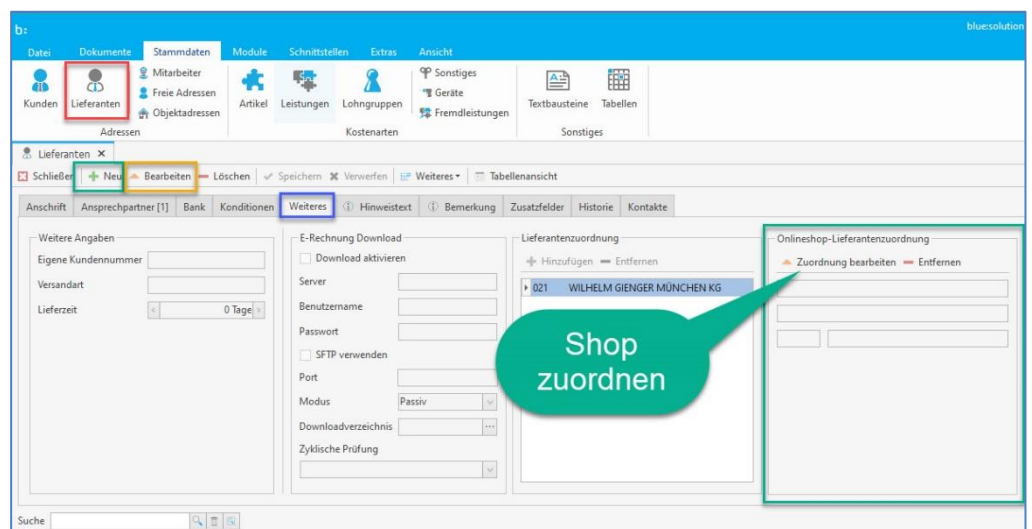 b:
blue:solution
Datei Dokumente Stammdaten Module Schnittstellen Extras Ansicht
Kunden Lieferanten
Mitarbeiter
Freie Adressen
Objektadressen
Adressen
Artikel Leistungen Lohngruppen
Sonstiges
Geräte
Fremdleistungen
Kostenarten
Textbausteine Tabellen
Sonstiges
Lieferanten
Schließen Neu Bearbeiten Löschen Speichern Verwerfen Weiteres Tabellenansicht
Anschrift Ansprechpartner [1] Bank Konditionen Weiteres Hinweistext Bemerkung Zusatzfelder Historie Kontakte
Weitere Angaben
Eigene Kundennummer
Versandart
Lieferzeit 0 Tage
E-Rechnung Download
Download aktivieren
Server
Benutzername
Passwort
SFTP verwenden
Port
Modus Passiv
Downloadverzeichnis ...
Zyklische Prüfung
Lieferantenzuordnung
Hinzufügen Entfernen
021 WILHELM GIENGER MÜNCHEN KG
Onlineshop-Lieferantenzuordnung
Zuordnung bearbeiten Entfernen
Shop
zuordnen
Suche